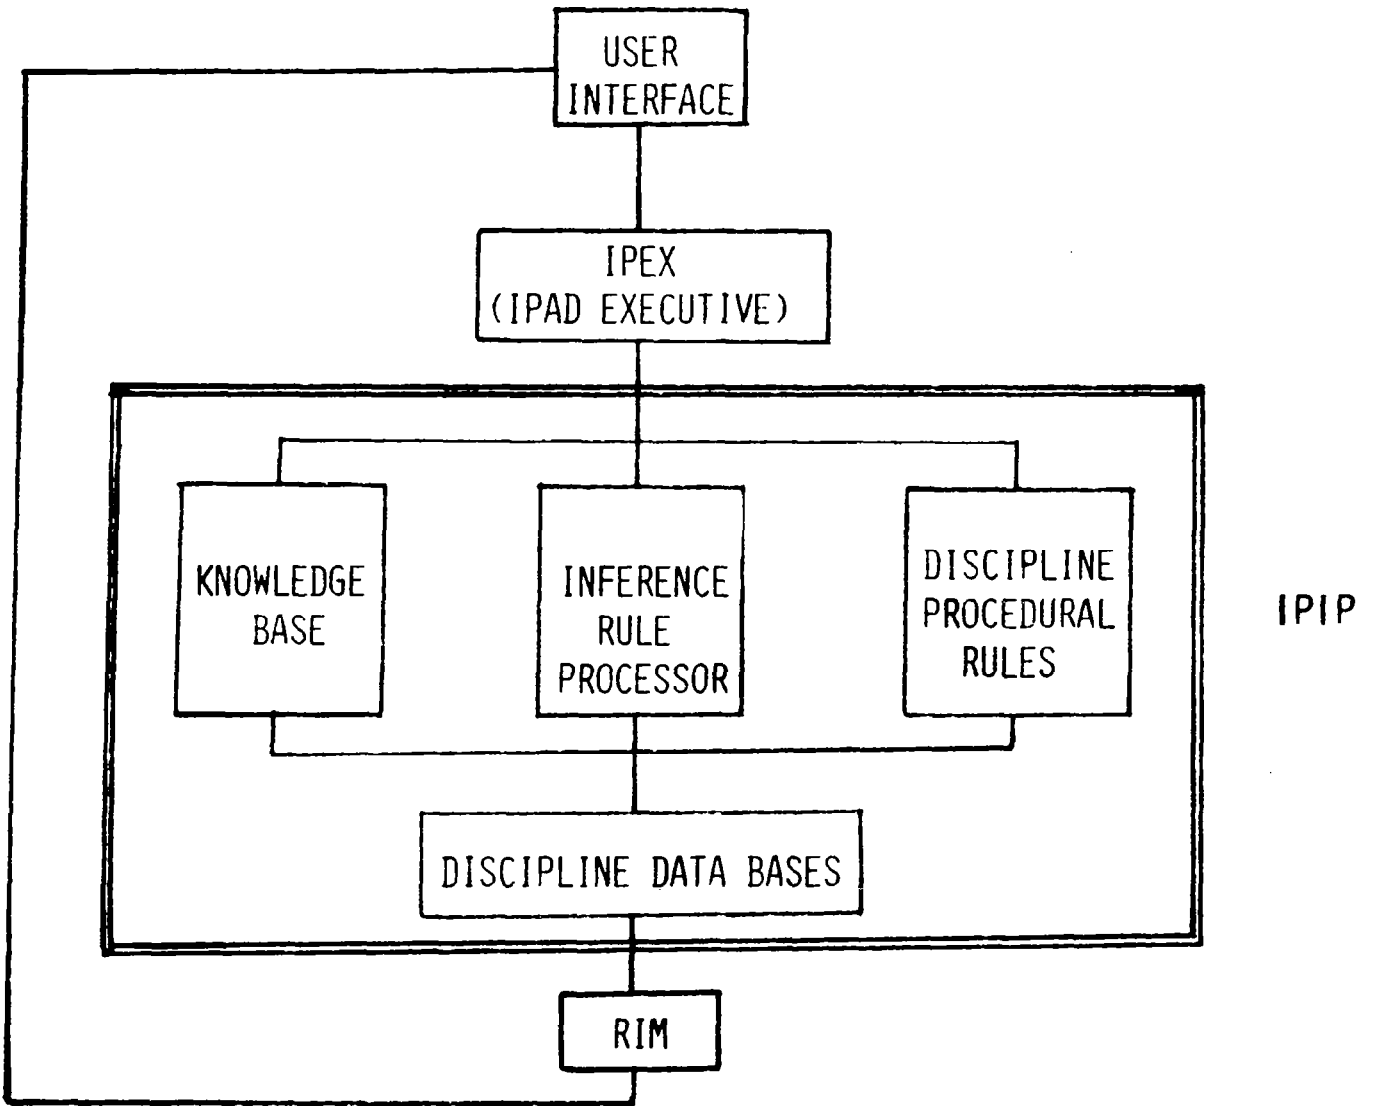 USER
INTERFACE
IPEX
(IPAD EXECUTIVE)
KNOWLEDGE
BASE
INFERENCE
RULE
PROCESSOR
DISCIPLINE
PROCEDURAL
RULES
IPIP
DISCIPLINE DATA BASES
RIM